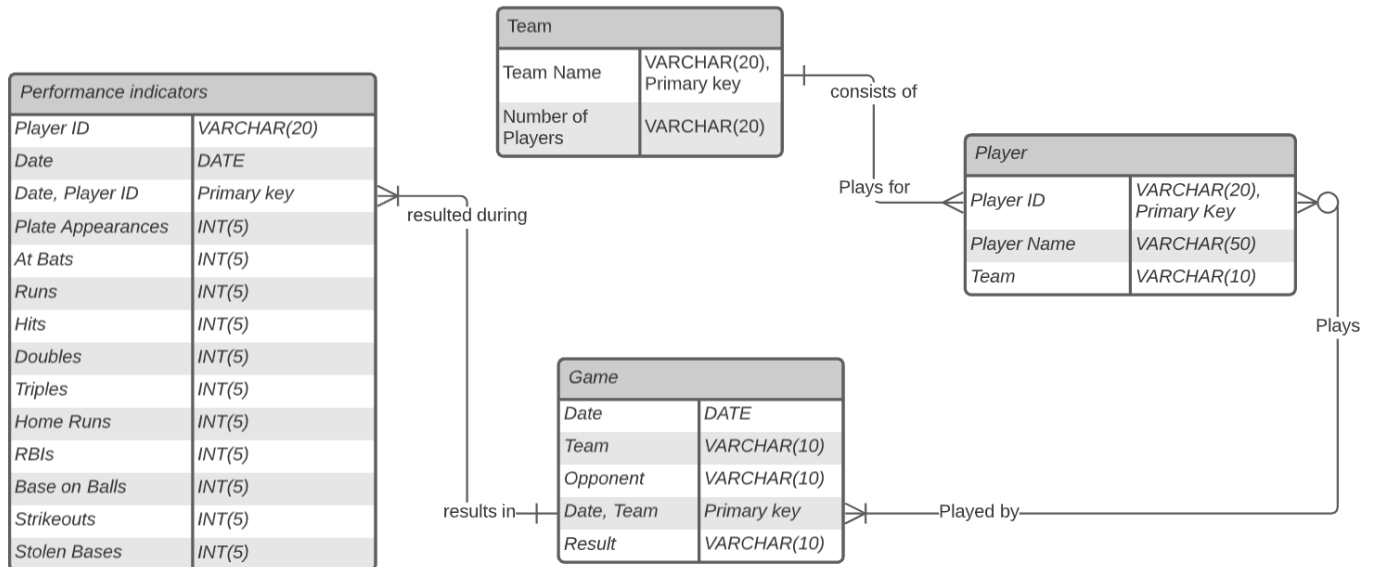 Team
Team Name VARCHAR(20),
Primary key
Number of
Players VARCHAR(20)
consists of
Plays for
Performance indicators
Player ID VARCHAR(20)
Date DATE
Date, Player ID Primary key
Plate Appearances INT(5)
At Bats INT(5)
Runs INT(5)
Hits INT(5)
Doubles INT(5)
Triples INT(5)
Home Runs INT(5)
RBIs INT(5)
Base on Balls INT(5)
Strikeouts INT(5)
Stolen Bases INT(5)
resulted during
results in
Player
Player ID VARCHAR(20),
Primary Key
Player Name VARCHAR(50)
Team VARCHAR(10)
Plays
Game
Date DATE
Team VARCHAR(10)
Opponent VARCHAR(10)
Date, Team Primary key
Result VARCHAR(10)
Played by